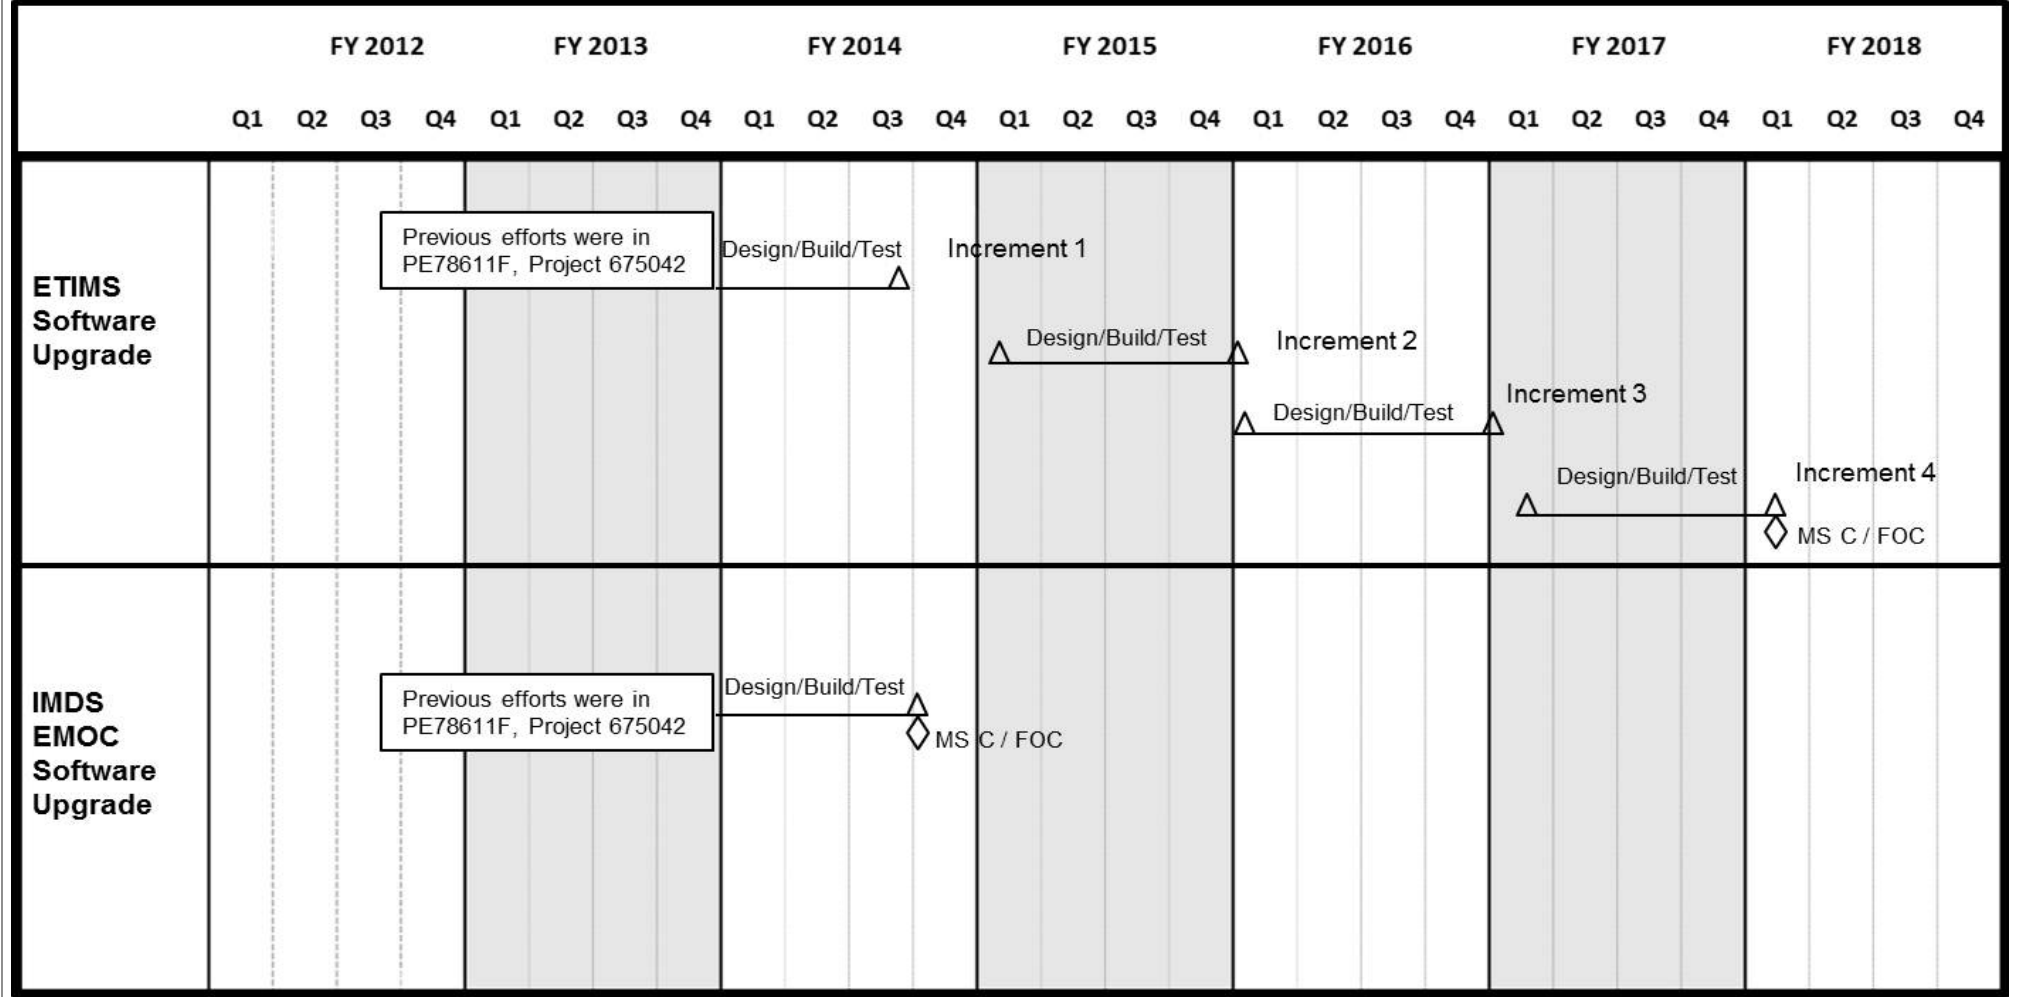 FY 2012 FY 2013 FY 2014 FY 2015 FY 2016 FY 2017 FY 2018
Q1 Q2 Q3 Q4 Q1 Q2 Q3 Q4 Q1 Q2 Q3 Q4 Q1 Q2 Q3 Q4 Q1 Q2 Q3 Q4 Q1 Q2 Q3 Q4 Q1 Q2 Q3 Q4
ETIMS
Software
Upgrade
Previous efforts were in
PE78611F, Project 675042
Design/Build/Test
Increment 1
Design/Build/Test
Increment 2
Design/Build/Test
Increment 3
Design/Build/Test
Increment 4
MS C / FOC
IMDS
EMOC
Software
Upgrade
Previous efforts were in
PE78611F, Project 675042
Design/Build/Test
MS C / FOC